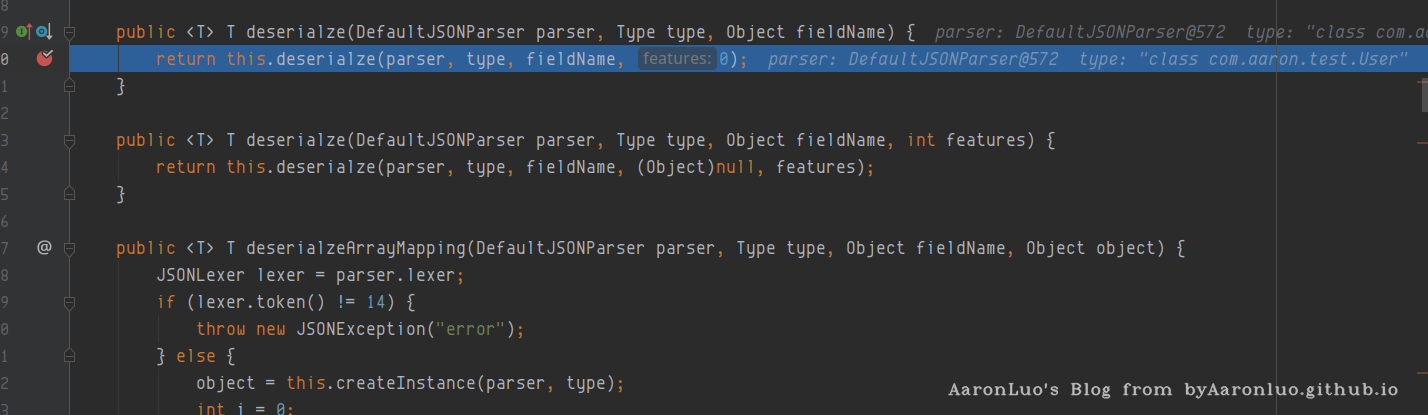 8
9 public <T> T deserialze(DefaultJSONParser parser, Type type, Object fieldName) { parser: DefaultJSONParser@572 type: "class com.aa
0 return this.deserialze(parser, type, fieldName, features: 0); parser: DefaultJSONParser@572 type: "class com.aaron.test.User"
1 }
2
3 public <T> T deserialze(DefaultJSONParser parser, Type type, Object fieldName, int features) {
4 return this.deserialze(parser, type, fieldName, (Object)null, features);
5 }
6
7 @ public <T> T deserialzeArrayMapping(DefaultJSONParser parser, Type type, Object fieldName, Object object) {
8 JSONLexer lexer = parser.lexer;
9 if (lexer.token() != 14) {
0 throw new JSONException("error");
1 } else {
2 object = this.createInstance(parser, type);
3 int i = 0;
AaronLuo's Blog from byAaronluo.github.io